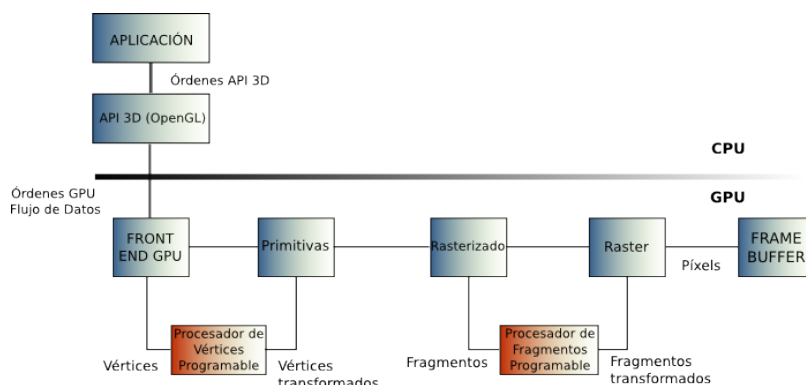 APLICACIÓN
Órdenes API 3D
API 3D (OpenGL)
CPU
Órdenes GPU
Flujo de Datos
GPU
FRONT
END GPU
Primitivas
Rasterizado
Raster
Píxels
FRAME
BUFFER
Vértices
Procesador de
Vértices
Programable
Vértices
transformados
Fragmentos
Procesador de
Fragmentos
Programable
Fragmentos
transformados